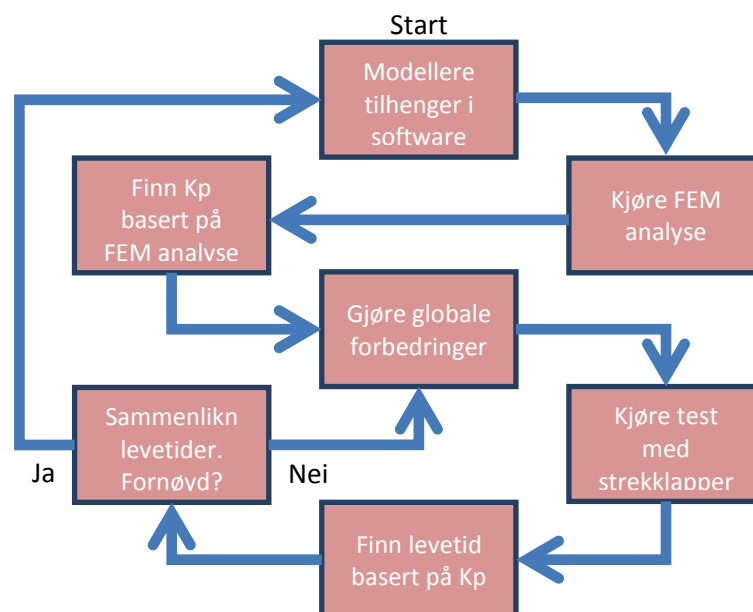 Start
Modellere
tilhenger i
software
Kjøre FEM
analyse
Finn Kp
basert på
FEM analyse
Gjøre globale
forbedringer
Kjøre test
med
strekklapper
Finn levetid
basert på Kp
Sammenlikn
levetider.
Fornøyd?
Ja
Nei